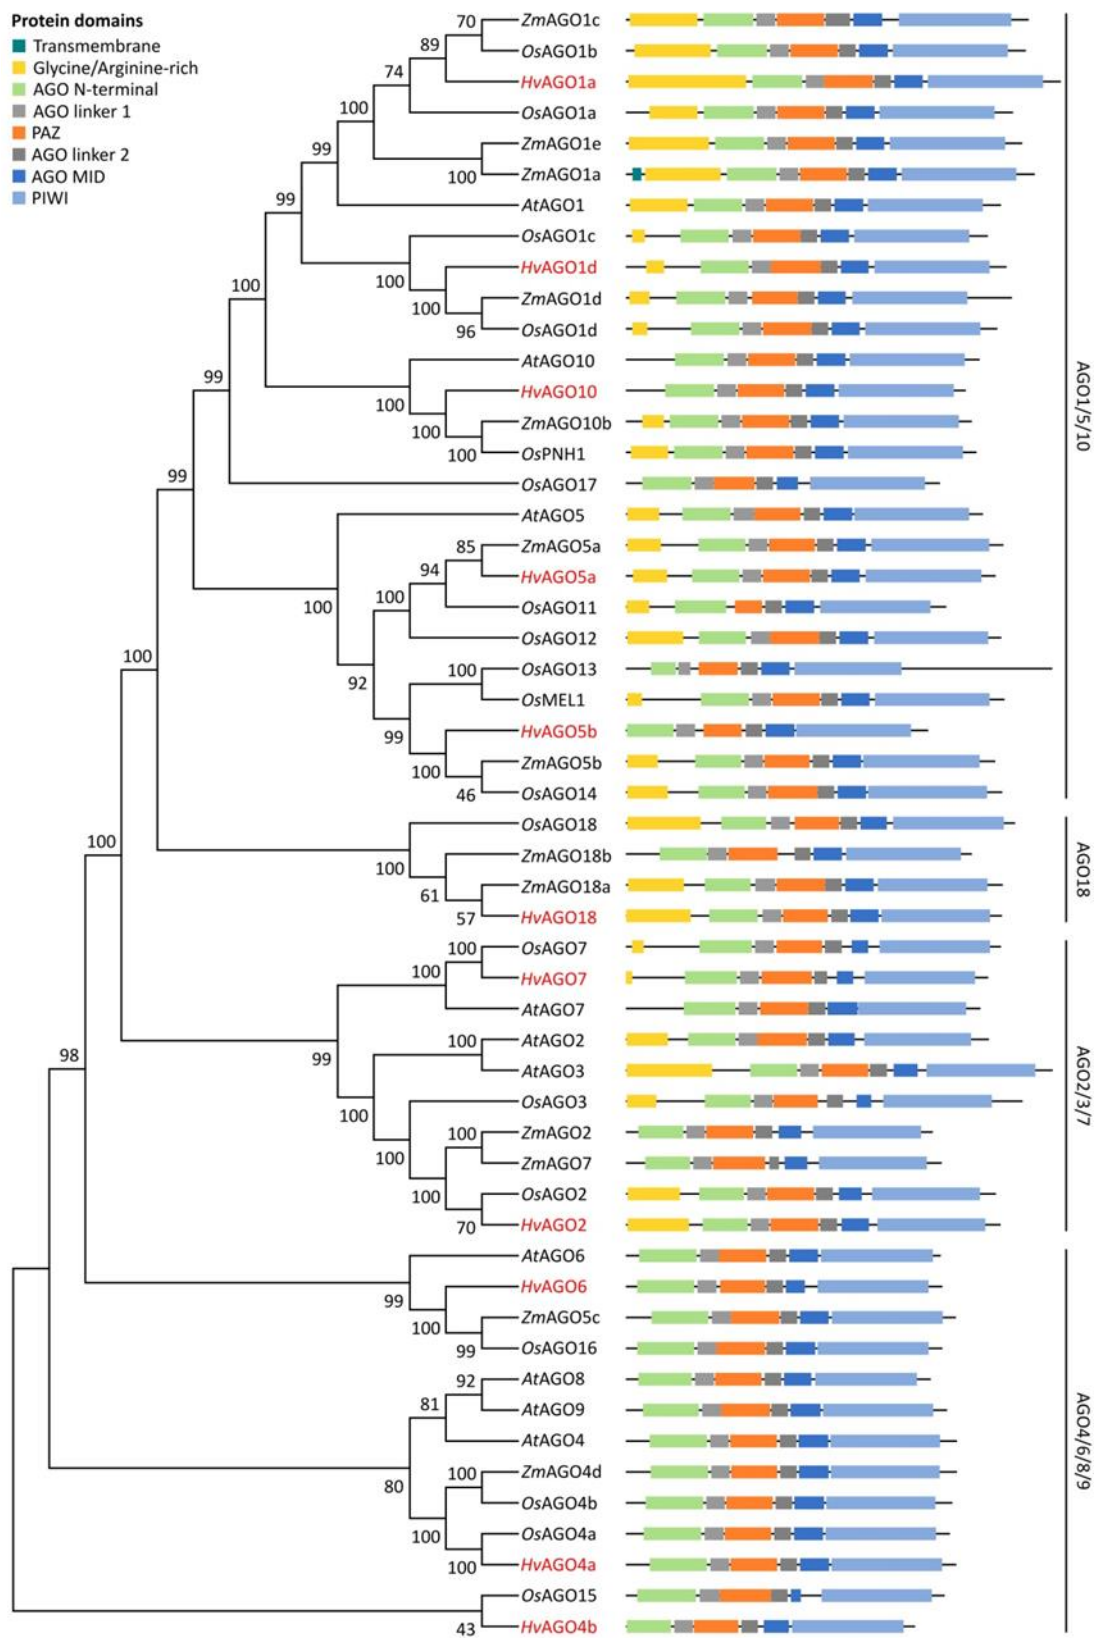 Protein domains
Transmembrane
Glycine/Arginine-rich
AGO N-terminal
AGO linker 1
PAZ
AGO linker 2
AGO MID
PIWI
70
ZmAGO1c
89
OsAGO1b
74
HvAGO1a
100
OsAGO1a
99
ZmAGO1e
100
ZmAGO1a
99
AtAGO1
OsAGO1c
100
HvAGO1d
100
100
ZmAGO1d
96
OsAGO1d
AtAGO10
99
HvAGO10
100
100
ZmAGO10b
100
OsPNH1
99
OsAGO17
AtAGO5
85
ZmAGO5a
94
HvAGO5a
100
100
OsAGO11
OsAGO12
100
100
OsAGO13
92
OsMEL1
99
HvAGO5b
100
ZmAGO5b
46
OsAGO14
AGO1/5/10
OsAGO18
100
100
ZmAGO18b
61
ZmAGO18a
57
HvAGO18
AGO18
100
OsAGO7
100
HvAGO7
AtAGO7
100
AtAGO2
98
99
AtAGO3
100
OsAGO3
100
ZmAGO2
100
ZmAGO7
100
OsAGO2
70
HvAGO2
AGO2/3/7
AtAGO6
99
HvAGO6
100
ZmAGO5c
99
OsAGO16
92
AtAGO8
81
AtAGO9
AtAGO4
80
100
ZmAGO4d
OsAGO4b
100
OsAGO4a
100
HvAGO4a
OsAGO15
43
HvAGO4b
AGO4/6/8/9